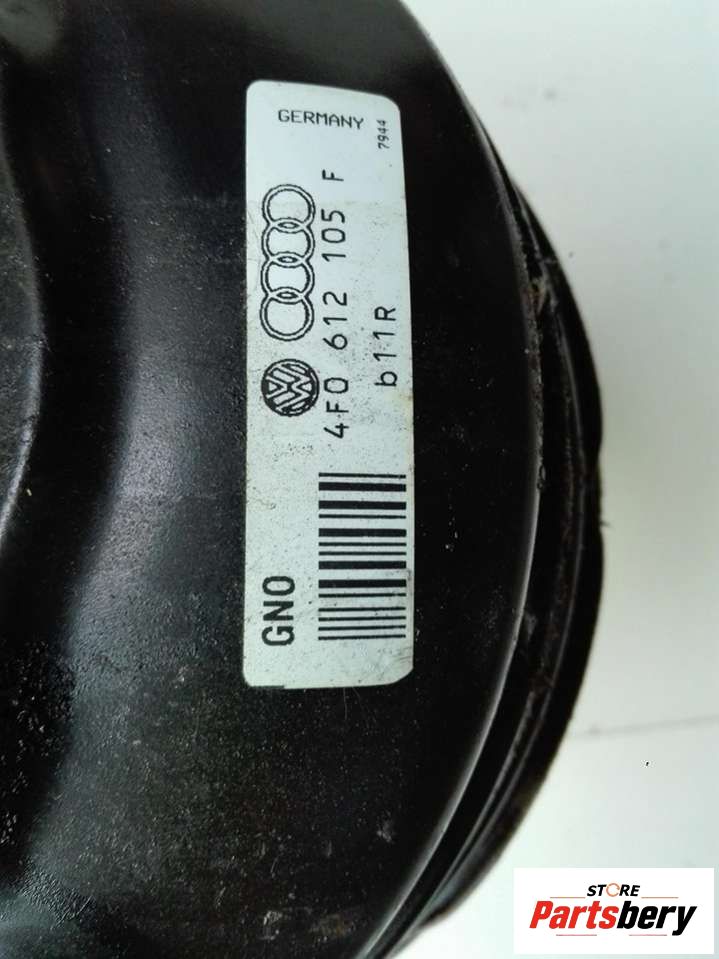 GERMANY
7944
4F0 612 105 F
b11R
GNO
STORE
Partsbery